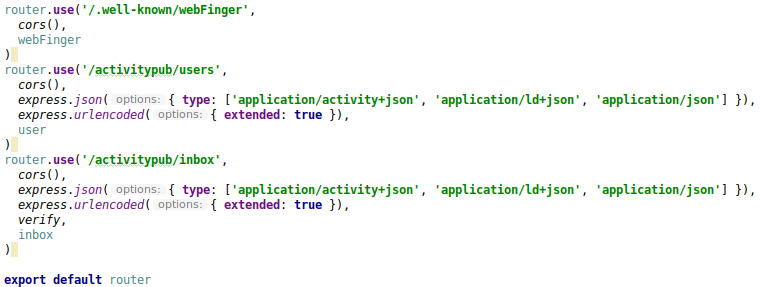 router.use('/.well-known/webFinger',
  cors(),
  webFinger
)
router.use('/activitypub/users',
  cors(),
  express.json( options: { type: ['application/activity+json', 'application/ld+json', 'application/json'] }),
  express.urlencoded( options: { extended: true }),
  user
)
router.use('/activitypub/inbox',
  cors(),
  express.json( options: { type: ['application/activity+json', 'application/ld+json', 'application/json'] }),
  express.urlencoded( options: { extended: true }),
  verify,
  inbox
)
export default router